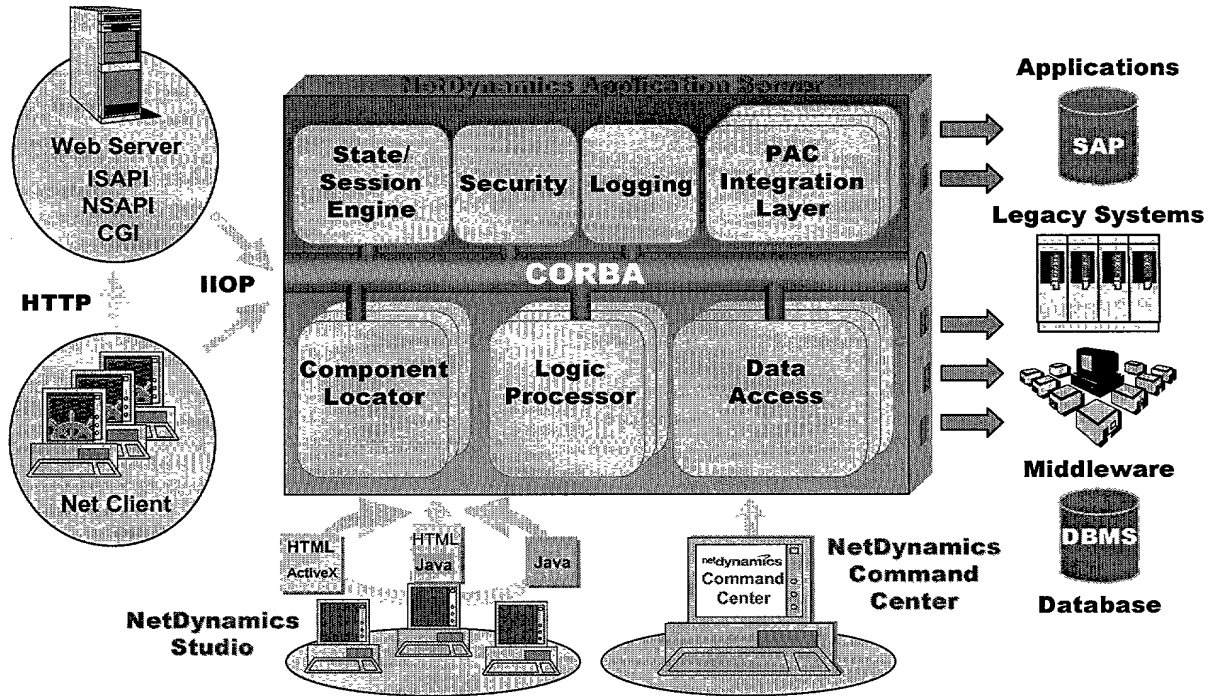 NetDynamics Application Server
Web Server
ISAPI
NSAPI
CGI
HTTP
IIOP
Net Client
State/
Session
Engine
Security
Logging
PAC
Integration
Layer
CORBA
Component
Locator
Logic
Processor
Data
Access
Applications
SAP
Legacy Systems
Middleware
DBMS
Database
HTML
ActiveX
HTML
Java
Java
NetDynamics
Studio
netdynamics
Command
Center
NetDynamics
Command
Center